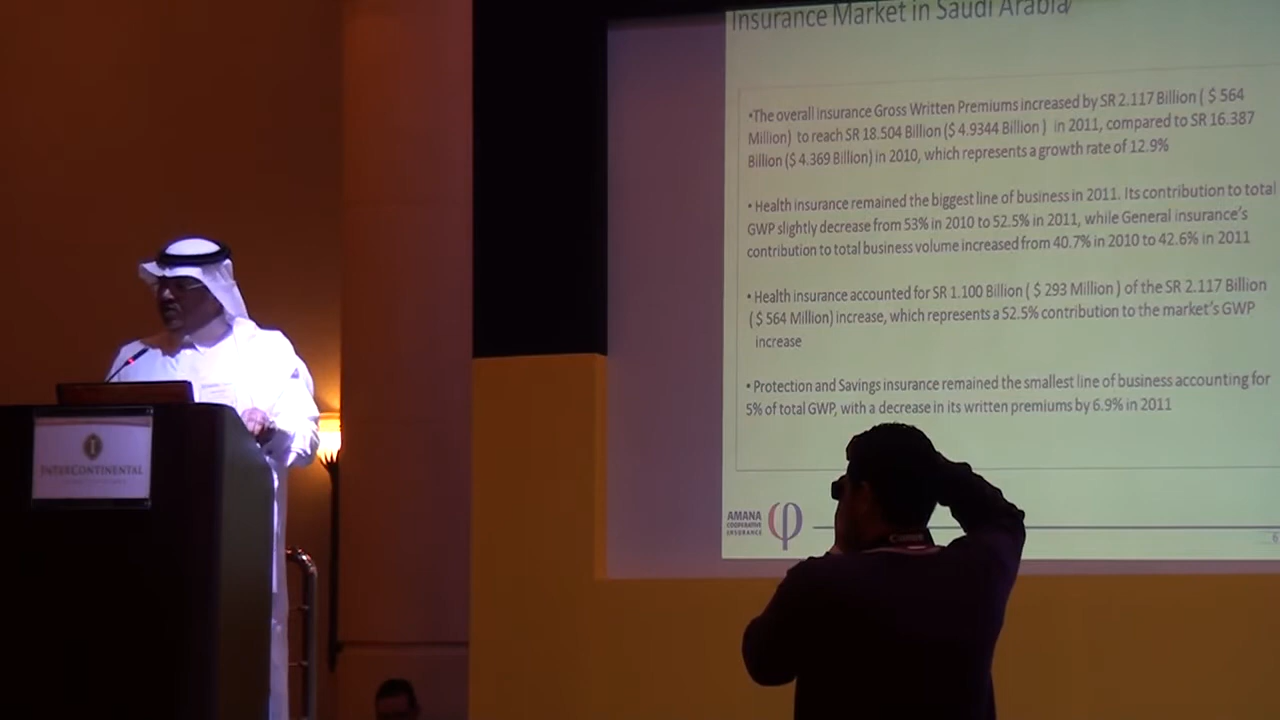 Insurance Market in Saudi Arabia
•The overall Insurance Gross Written Premiums increased by SR 2.117 Billion ( $ 564
Million) to reach SR 18.504 Billion ($ 4.9344 Billion ) in 2011, compared to SR 16.387
Billion ($ 4.369 Billion) in 2010, which represents a growth rate of 12.9%
• Health insurance remained the biggest line of business in 2011. Its contribution to total
GWP slightly decrease from 53% in 2010 to 52.5% in 2011, while General insurance's
contribution to total business volume increased from 40.7% in 2010 to 42.6% in 2011
• Health insurance accounted for SR 1.100 Billion ( $ 293 Million ) of the SR 2.117 Billion
( $ 564 Million) increase, which represents a 52.5% contribution to the market's GWP
increase
• Protection and Savings insurance remained the smallest line of business accounting for
5% of total GWP, with a decrease in its written premiums by 6.9% in 2011
AMANA
COOPERATIVE
INSURANCE
6
INTERCONTINENTAL
Canon